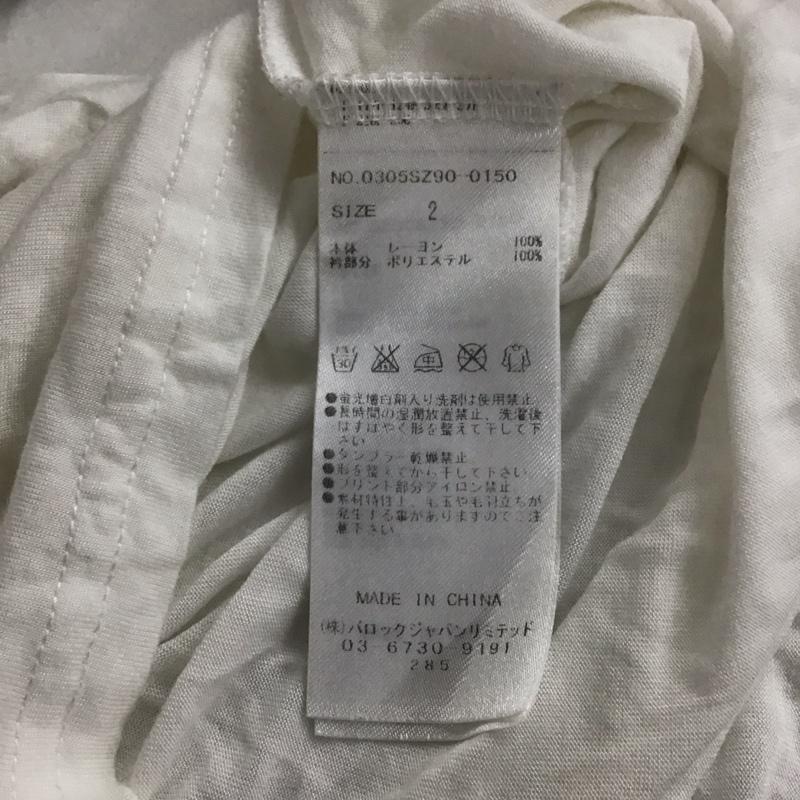 NO.0305SZ90-0150
SIZE 2
本体 レーヨン 100%
衿部分 ポリエステル 100%
30
●蛍光増白剤入り洗剤は使用禁止
●長時間の湿潤放置禁止、洗濯後
はすばやく形を整えて干して下
さい
●タンブラー乾燥禁止
●形を整えてから干して下さい
●プリント部分アイロン禁止
●素材特性上、毛玉や毛羽立ちが
発生する事がありますのでご注
意下さい
MADE IN CHINA
(株)バロックジャパンリミテッド
03 6730-9191
285